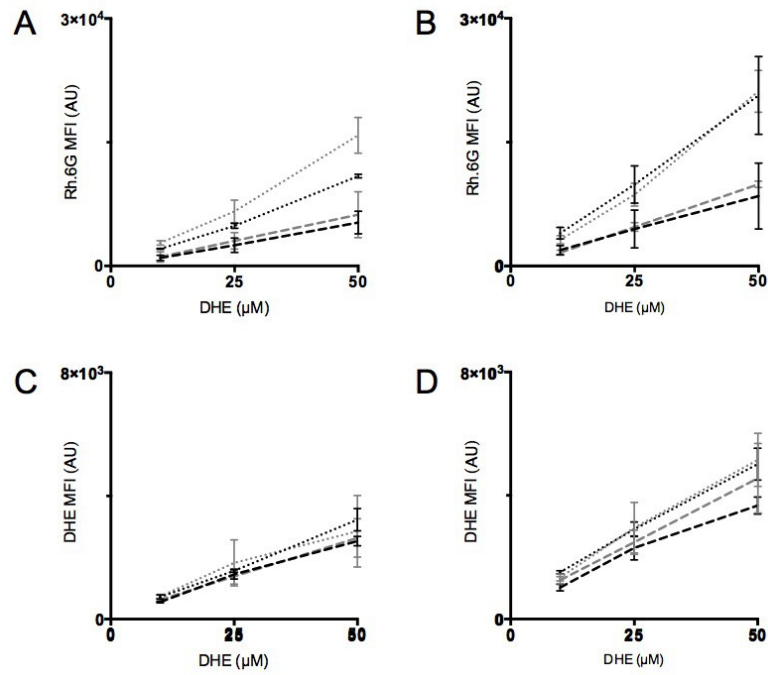 A
3×10⁴
Rh.6G MFI (AU)
0
0
25
50
DHE (µM)
B
3×10⁴
Rh.6G MFI (AU)
0
0
25
50
DHE (µM)
C
8×10³
DHE MFI (AU)
0
0
25
50
DHE (µM)
D
8×10³
DHE MFI (AU)
0
0
25
50
DHE (µM)